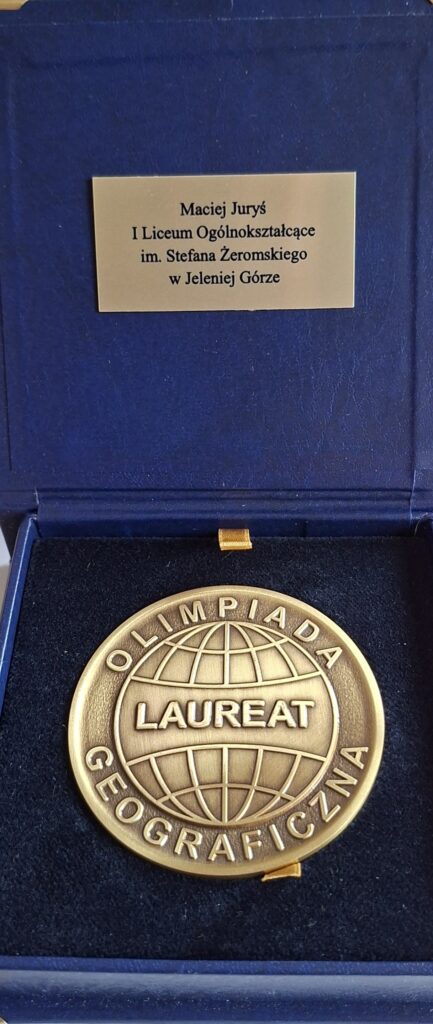 Maciej Juryś
I Liceum Ogólnokształcące
im. Stefana Żeromskiego
w Jeleniej Górze
OLIMPIADA
LAUREAT
GEOGRAFICZNA